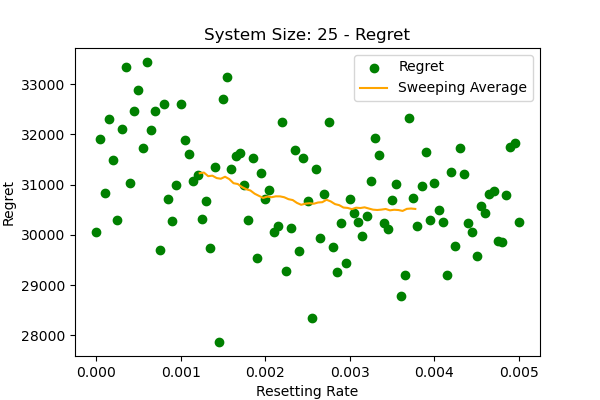 System Size: 25 - Regret
Regret
Sweeping Average
33000
32000
31000
30000
29000
28000
Regret
0.000 0.001 0.002 0.003 0.004 0.005
Resetting Rate